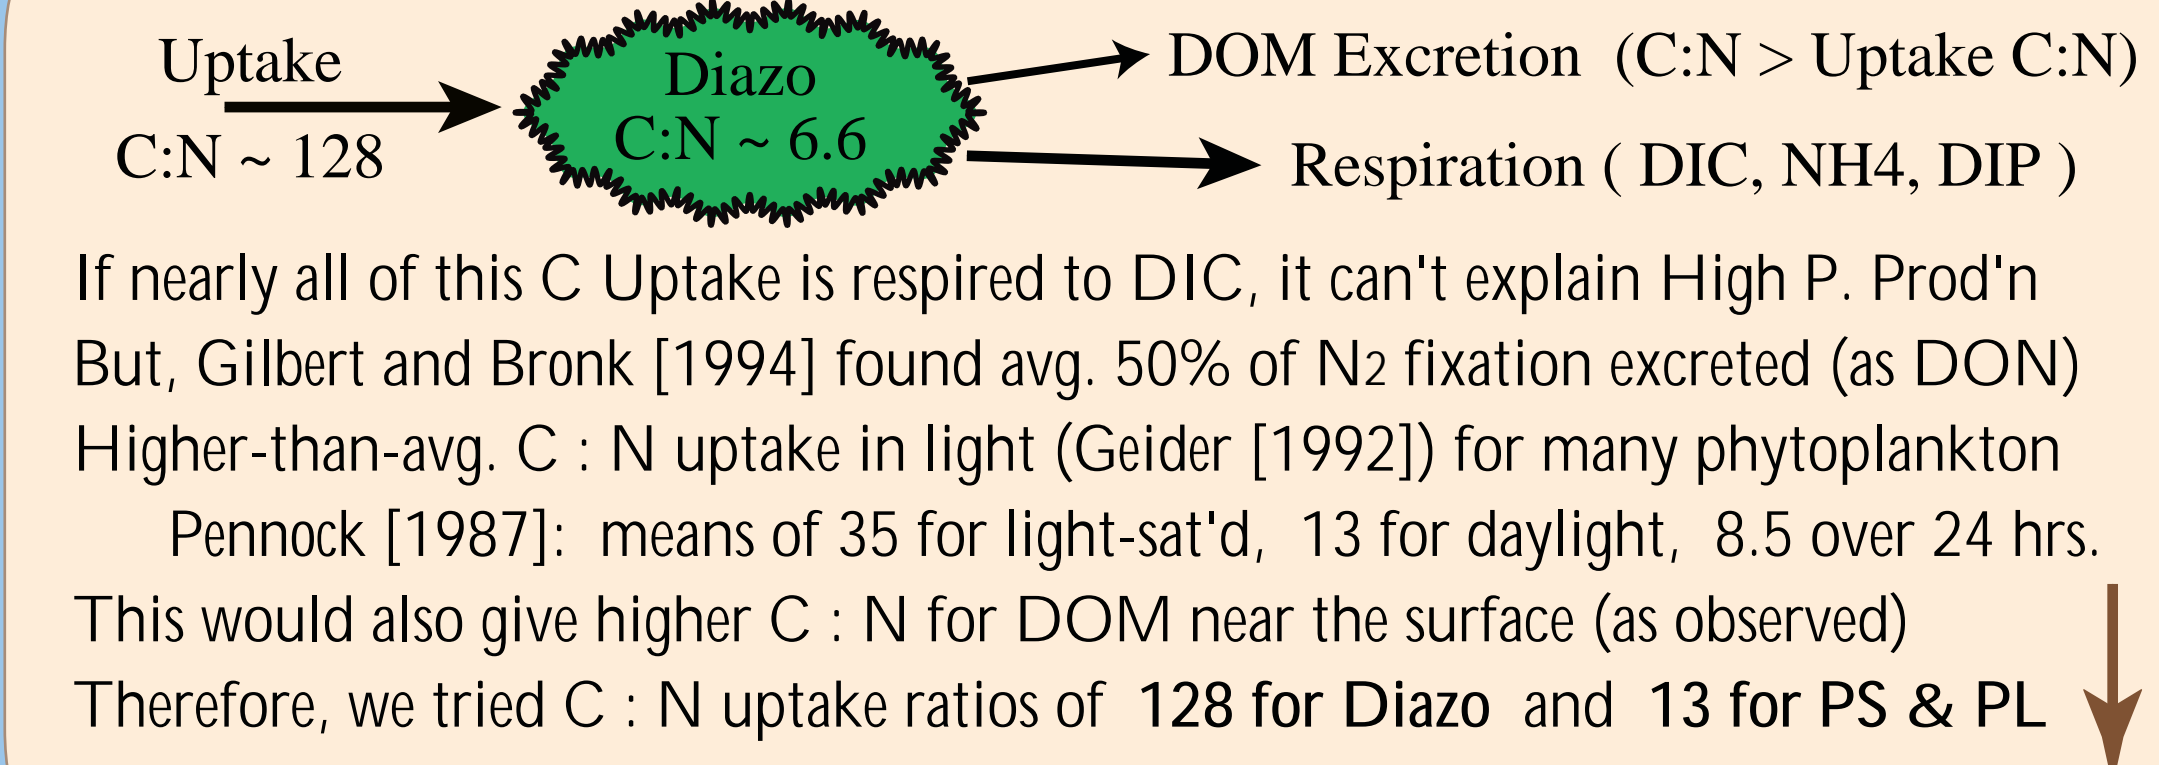 Uptake
C:N ~ 128
Diazo
C:N ~ 6.6
DOM Excretion (C:N > Uptake C:N)
Respiration ( DIC, NH4, DIP )
If nearly all of this C Uptake is respired to DIC, it can't explain High P. Prod'n
But, Gilbert and Bronk [1994] found avg. 50% of N2 fixation excreted (as DON)
Higher-than-avg. C : N uptake in light (Geider [1992]) for many phytoplankton
Pennock [1987]: means of 35 for light-sat'd, 13 for daylight, 8.5 over 24 hrs.
This would also give higher C : N for DOM near the surface (as observed)
Therefore, we tried C : N uptake ratios of 128 for Diazo and 13 for PS & PL